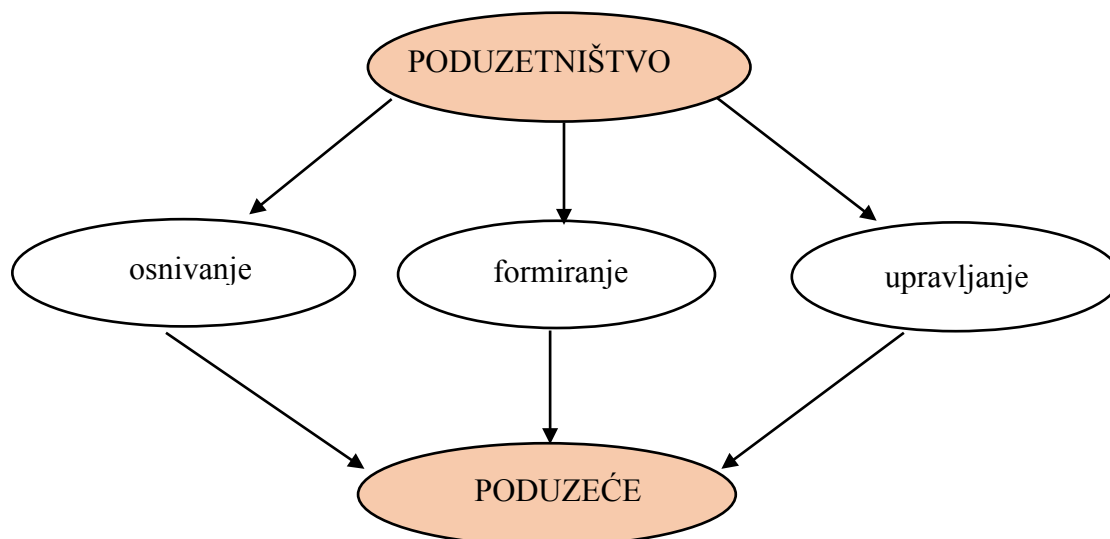 PODUZETNIŠTVO
osnivanje
formiranje
upravljanje
PODUZEĆE